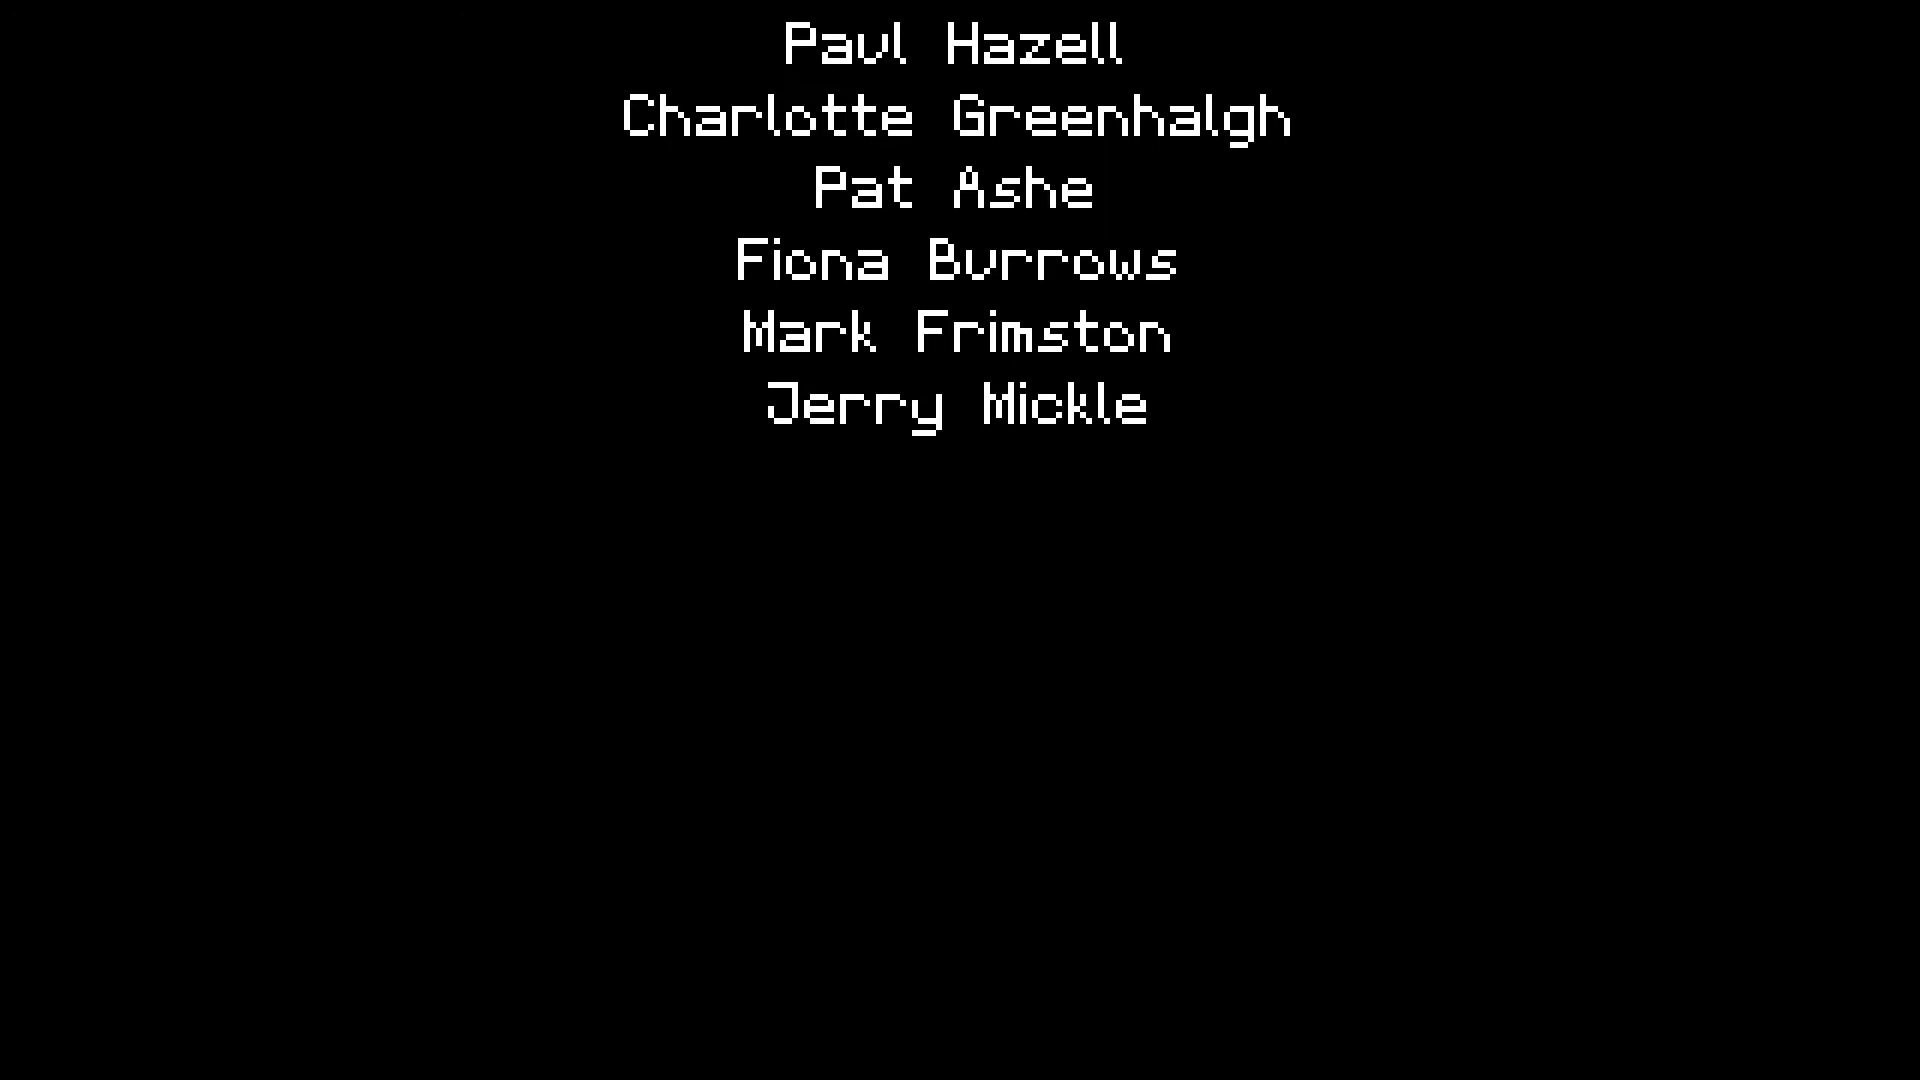 Paul Hazell
Charlotte Greenhalgh
Pat Ashe
Fiona Burrows
Mark Frimston
Jerry Mickle